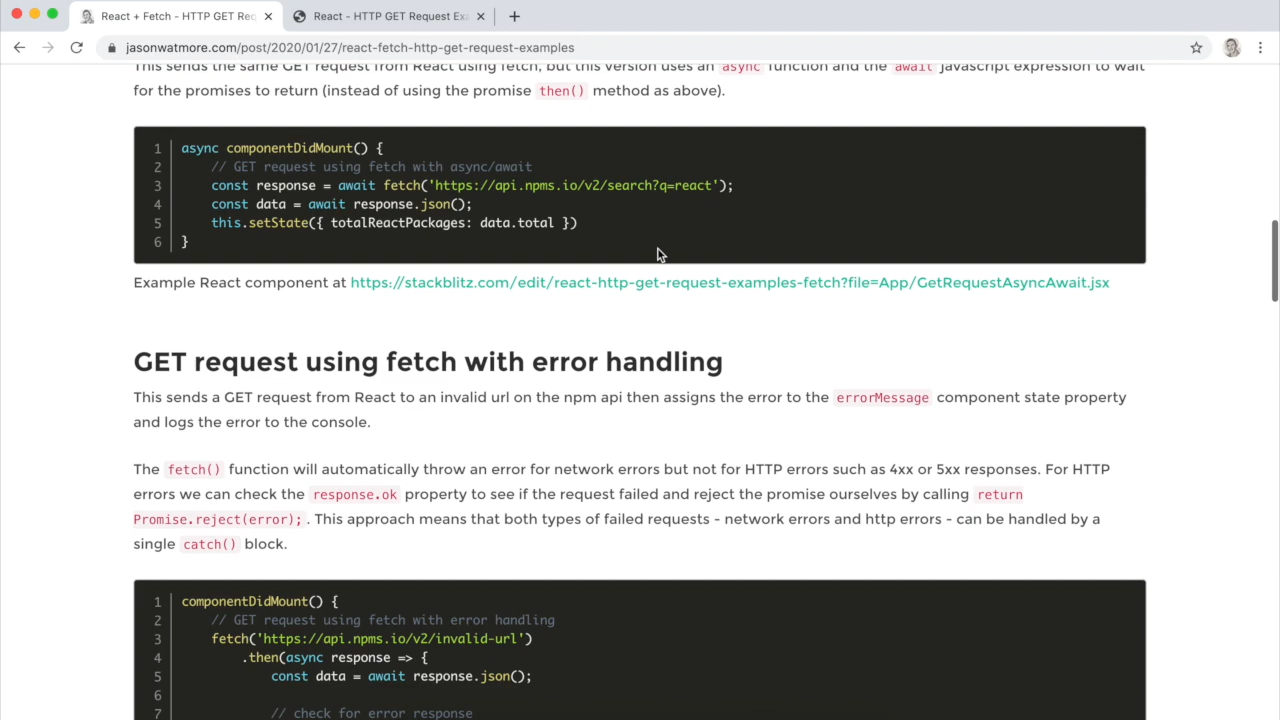 React + Fetch - HTTP GET Req
React - HTTP GET Request Exa
jasonwatmore.com/post/2020/01/27/react-fetch-http-get-request-examples
This sends the same GET request from React using fetch, but this version uses an async function and the await javascript expression to wait
for the promises to return (instead of using the promise then() method as above).
1 async componentDidMount() {
2 // GET request using fetch with async/await
3 const response = await fetch('https://api.npms.io/v2/search?q=react');
4 const data = await response.json();
5 this.setState({ totalReactPackages: data.total })
6 }
Example React component at https://stackblitz.com/edit/react-http-get-request-examples-fetch?file=App/GetRequestAsyncAwait.jsx
GET request using fetch with error handling
This sends a GET request from React to an invalid url on the npm api then assigns the error to the errorMessage component state property
and logs the error to the console.
The fetch() function will automatically throw an error for network errors but not for HTTP errors such as 4xx or 5xx responses. For HTTP
errors we can check the response.ok property to see if the request failed and reject the promise ourselves by calling return
Promise.reject(error);. This approach means that both types of failed requests - network errors and http errors - can be handled by a
single catch() block.
1 componentDidMount() {
2 // GET request using fetch with error handling
3 fetch('https://api.npms.io/v2/invalid-url')
4 .then(async response => {
5 const data = await response.json();
6
7 // check for error response